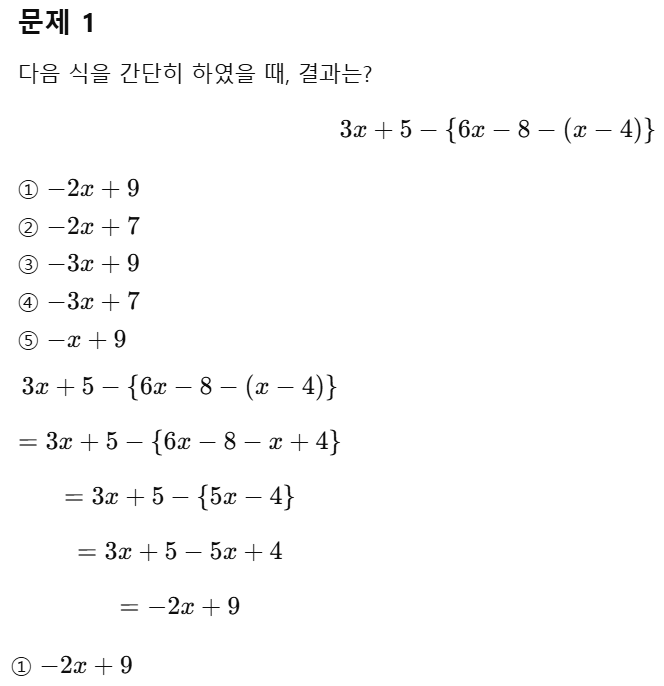 문제 1
다음 식을 간단히 하였을 때, 결과는?
3x + 5 − {6x − 8 − (x − 4)}
① −2x + 9
② −2x + 7
③ −3x + 9
④ −3x + 7
⑤ −x + 9
3x + 5 − {6x − 8 − (x − 4)}
= 3x + 5 − {6x − 8 − x + 4}
= 3x + 5 − {5x − 4}
= 3x + 5 − 5x + 4
= −2x + 9
① −2x + 9